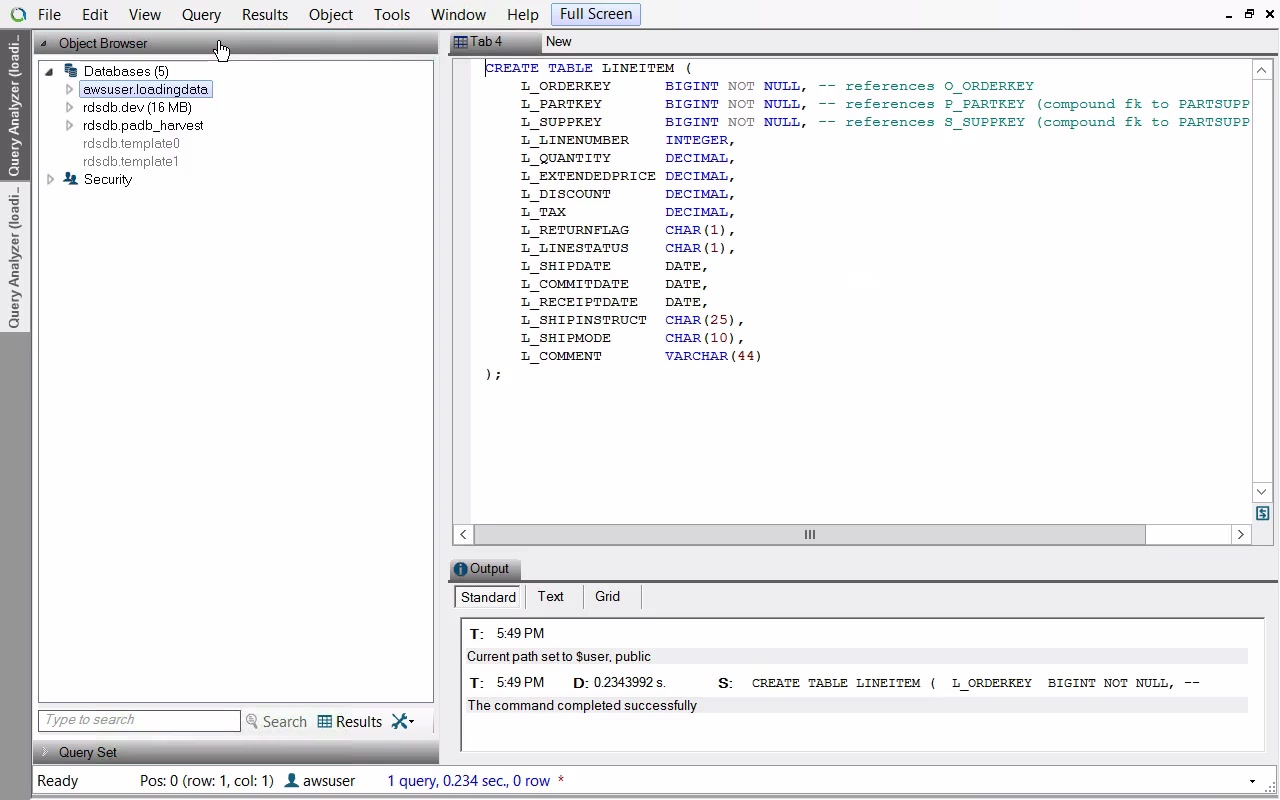 File Edit View Query Results Object Tools Window Help Full Screen
Query Analyzer (loadi...
Query Analyzer (loadi...
Object Browser
Databases (5)
awsuser.loadingdata
rdsdb.dev (16 MB)
rdsdb.padb_harvest
rdsdb.template0
rdsdb.template1
Security
Type to search
Search Results
Query Set
Tab 4 New
CREATE TABLE LINEITEM (
L_ORDERKEY BIGINT NOT NULL, -- references O_ORDERKEY
L_PARTKEY BIGINT NOT NULL, -- references P_PARTKEY (compound fk to PARTSUPP
L_SUPPKEY BIGINT NOT NULL, -- references S_SUPPKEY (compound fk to PARTSUPP
L_LINENUMBER INTEGER,
L_QUANTITY DECIMAL,
L_EXTENDEDPRICE DECIMAL,
L_DISCOUNT DECIMAL,
L_TAX DECIMAL,
L_RETURNFLAG CHAR(1),
L_LINESTATUS CHAR(1),
L_SHIPDATE DATE,
L_COMMITDATE DATE,
L_RECEIPTDATE DATE,
L_SHIPINSTRUCT CHAR(25),
L_SHIPMODE CHAR(10),
L_COMMENT VARCHAR(44)
);
Output
Standard Text Grid
T: 5:49 PM
Current path set to $user, public
T: 5:49 PM D: 0.2343992 s. S: CREATE TABLE LINEITEM ( L_ORDERKEY BIGINT NOT NULL, --
The command completed successfully
Ready Pos: 0 (row: 1, col: 1) awsuser 1 query, 0.234 sec., 0 row *